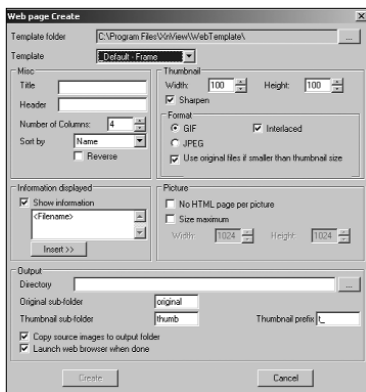 Web page Create
Template folder C:\Program Files\XnView\WebTemplate\ ...
Template _Default - Frame
Misc
Title
Header
Number of Columns: 4
Sort by Name
Reverse
Thumbnail
Width: 100 Height: 100
Sharpen
Format
GIF Interlaced
JPEG
Use original files if smaller than thumbnail size
Information displayed
Show information
<Filename>
Insert >>
Picture
No HTML page per picture
Size maximum
Width: 1024 Height: 1024
Output
Directory ...
Original sub-folder original
Thumbnail sub-folder thumb Thumbnail prefix t_
Copy source images to output folder
Launch web browser when done
Create Cancel